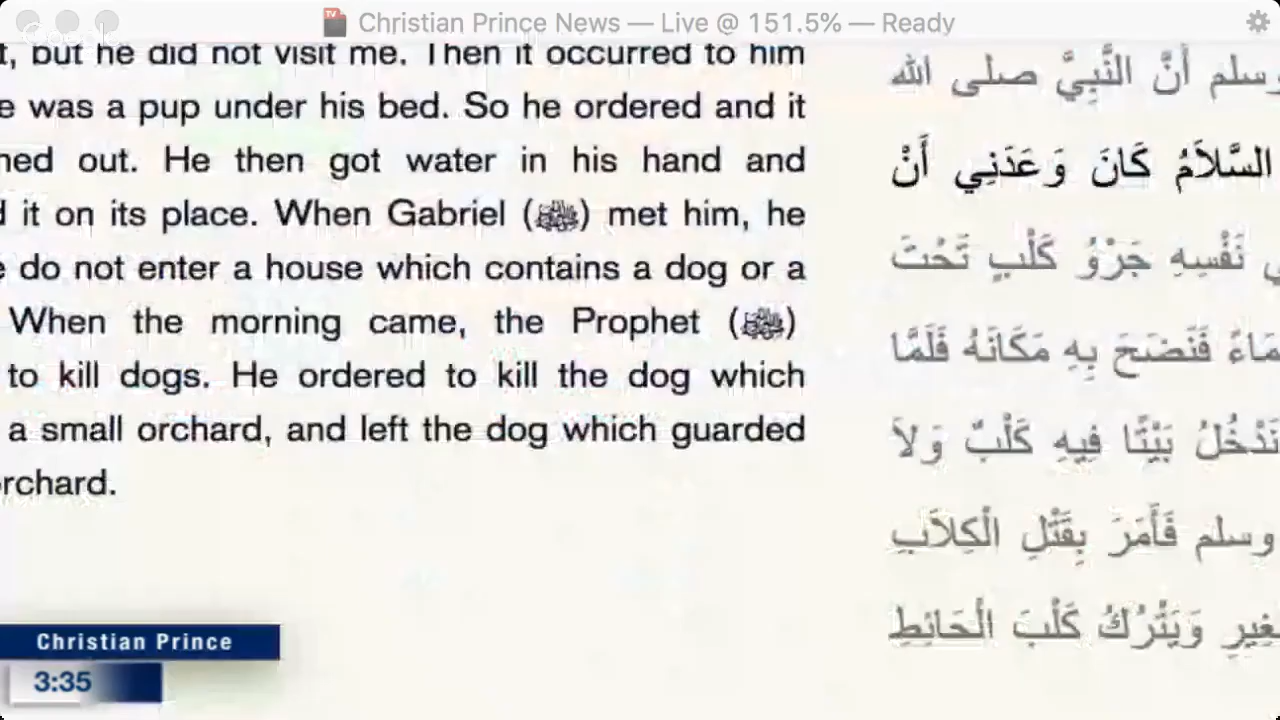 Christian Prince News — Live @ 151.5% — Ready
t, but he did not visit me. Then it occurred to him
e was a pup under his bed. So he ordered and it
ned out. He then got water in his hand and
d it on its place. When Gabriel (ﷺ) met him, he
e do not enter a house which contains a dog or a
When the morning came, the Prophet (ﷺ)
to kill dogs. He ordered to kill the dog which
a small orchard, and left the dog which guarded
orchard.
وسلم أَنَّ النَّبِيَّ صلى الله
السَّلاَمُ كَانَ وَعَدَنِي أَنْ
نَفْسِهِ جَرْوُ كَلْبٍ تَحْتَ
مَاءً فَنَضَحَ بِهِ مَكَانَهُ فَلَمَّا
نَدْخُلُ بَيْتًا فِيهِ كَلْبٌ وَلاَ
وسلم فَأَمَرَ بِقَتْلِ الْكِلاَبِ
وَيَتْرُكُ كَلْبَ الْحَائِطِ
Christian Prince
3:35